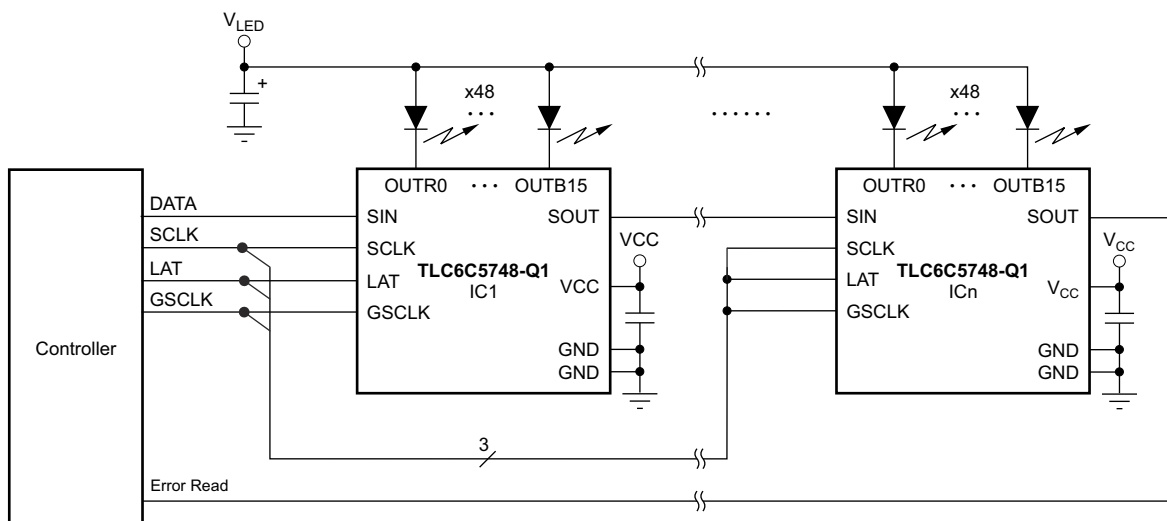 VLED
+
x48
...
......
x48
...
OUTR0 ... OUTB15
OUTR0 ... OUTB15
DATA
SCLK
LAT
GSCLK
Controller
SIN
SOUT
SCLK
TLC6C5748-Q1
LAT
IC1
VCC
GSCLK
GND
GND
VCC
SIN
SOUT
SCLK
TLC6C5748-Q1
LAT
ICn
VCC
GSCLK
GND
GND
VCC
3
Error Read